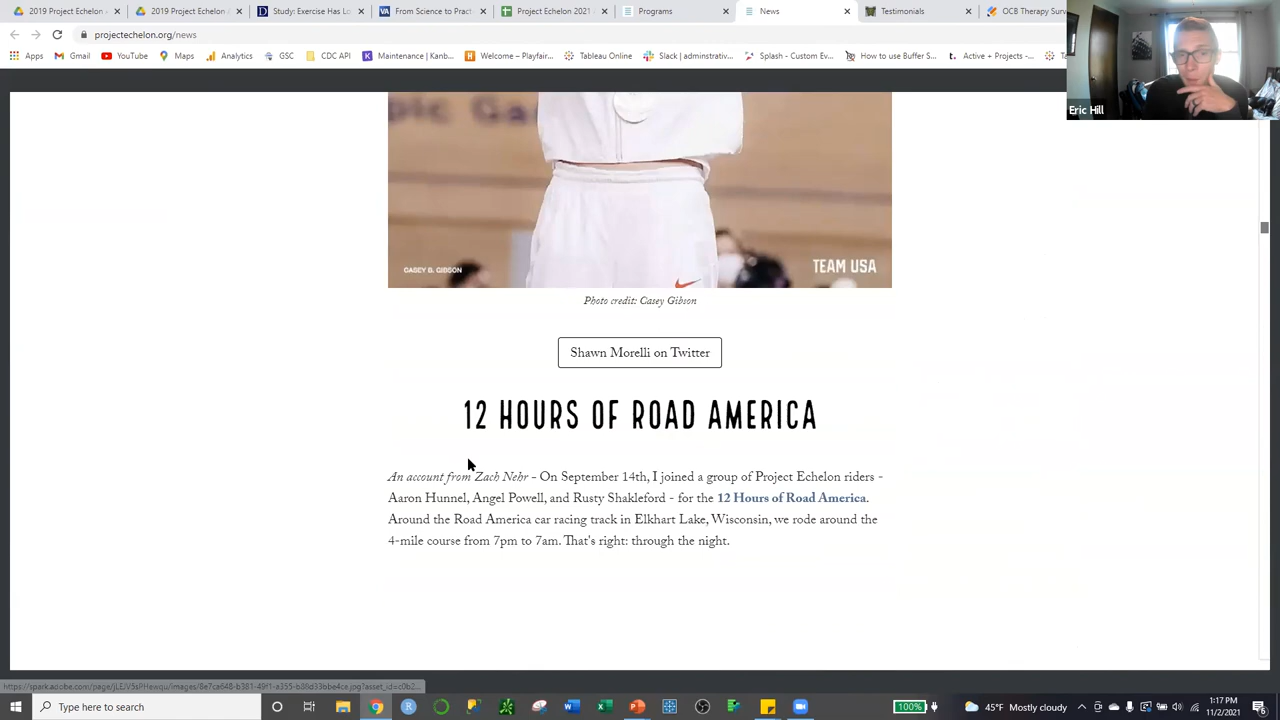 2019 Project Echelon
2019 Project Echelon
Study: Exercise Has Lo
From Science to Pract
Project Echelon 2021
Programs
News
Testimonials
OCB Therapy Surv
projectechelon.org/news
Apps
Gmail
YouTube
Maps
Analytics
GSC
CDC API
Maintenance | Kanb...
Welcome – Playfair...
Tableau Online
Slack | adminstrativ...
Splash - Custom Ev...
How to use Buffer S...
Active + Projects -...
Eric Hill
CASEY B. GIBSON
TEAM USA
Photo credit: Casey Gibson
Shawn Morelli on Twitter
12 HOURS OF ROAD AMERICA
An account from Zach Nehr - On September 14th, I joined a group of Project Echelon riders -
Aaron Hunnel, Angel Powell, and Rusty Shakleford - for the 12 Hours of Road America.
Around the Road America car racing track in Elkhart Lake, Wisconsin, we rode around the
4-mile course from 7pm to 7am. That's right: through the night.
Type here to search
100%
45°F Mostly cloudy
1:17 PM
11/2/2021
6